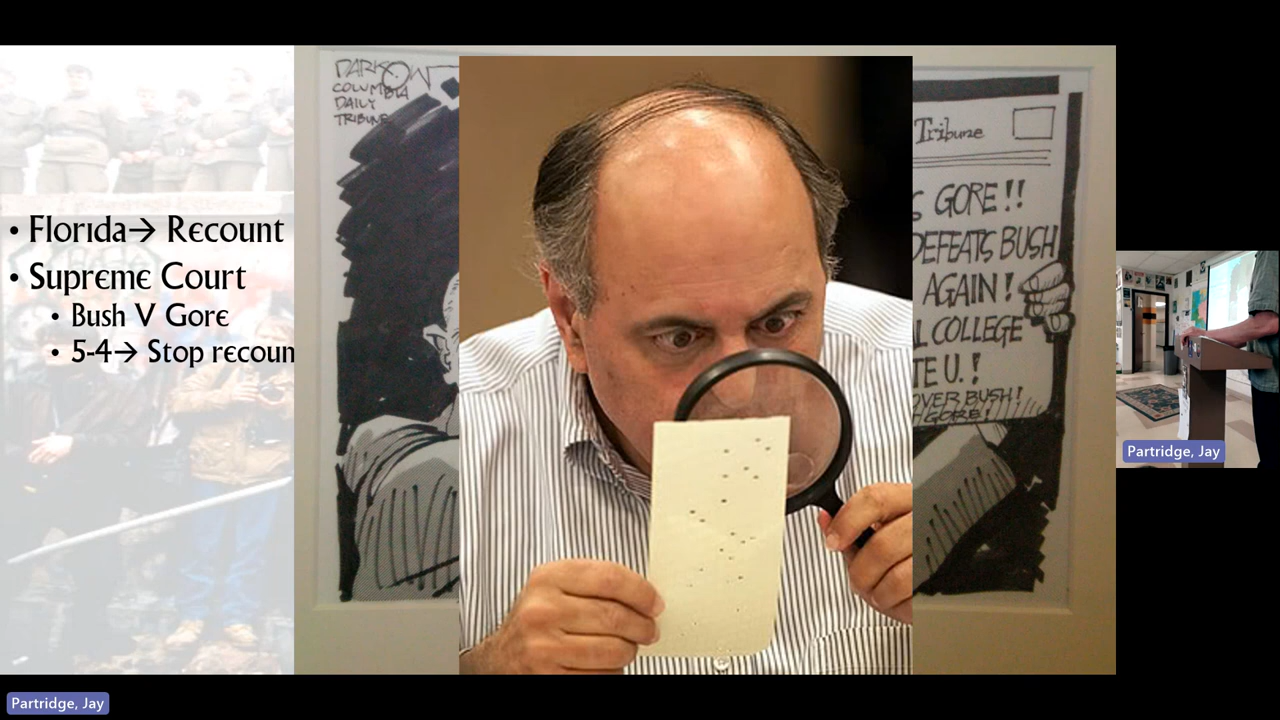 • Florida→ Recount
• Supreme Court
• Bush V Gore
• 5-4→ Stop recoun
DARKOW
COLUMBIA
DAILY
TRIBUNE
Tribune
GORE!!
DEFEATS BUSH
AGAIN!
COLLEGE
TE U.!
OVER BUSH!
GORE!
Partridge, Jay
Partridge, Jay